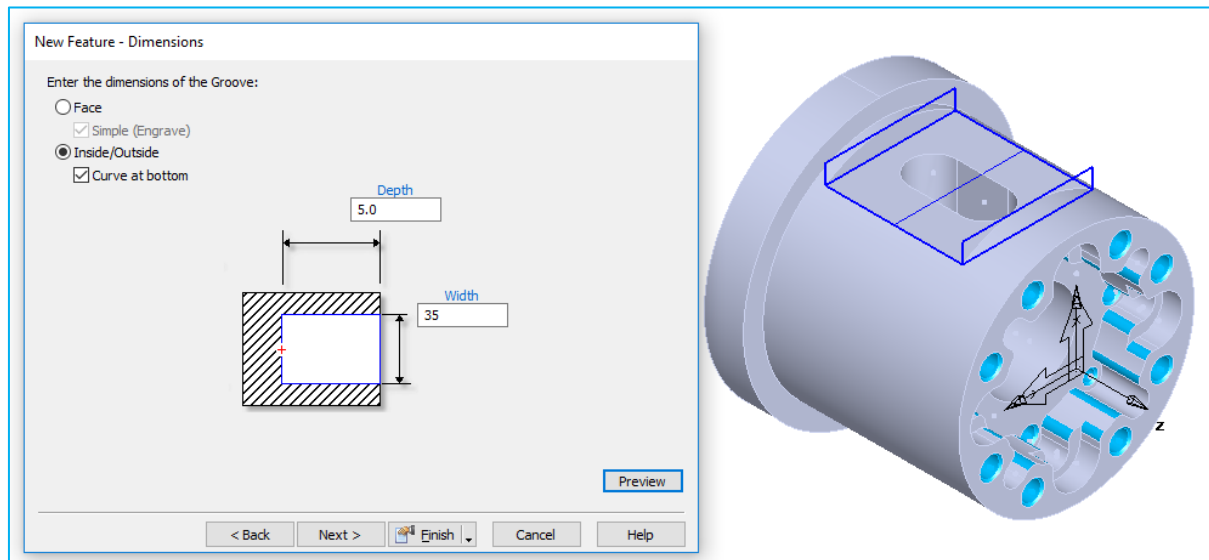 New Feature - Dimensions
Enter the dimensions of the Groove:
Face
Simple (Engrave)
Inside/Outside
Curve at bottom
Depth
5.0
Width
35
Preview
< Back
Next >
Finish
Cancel
Help
Z